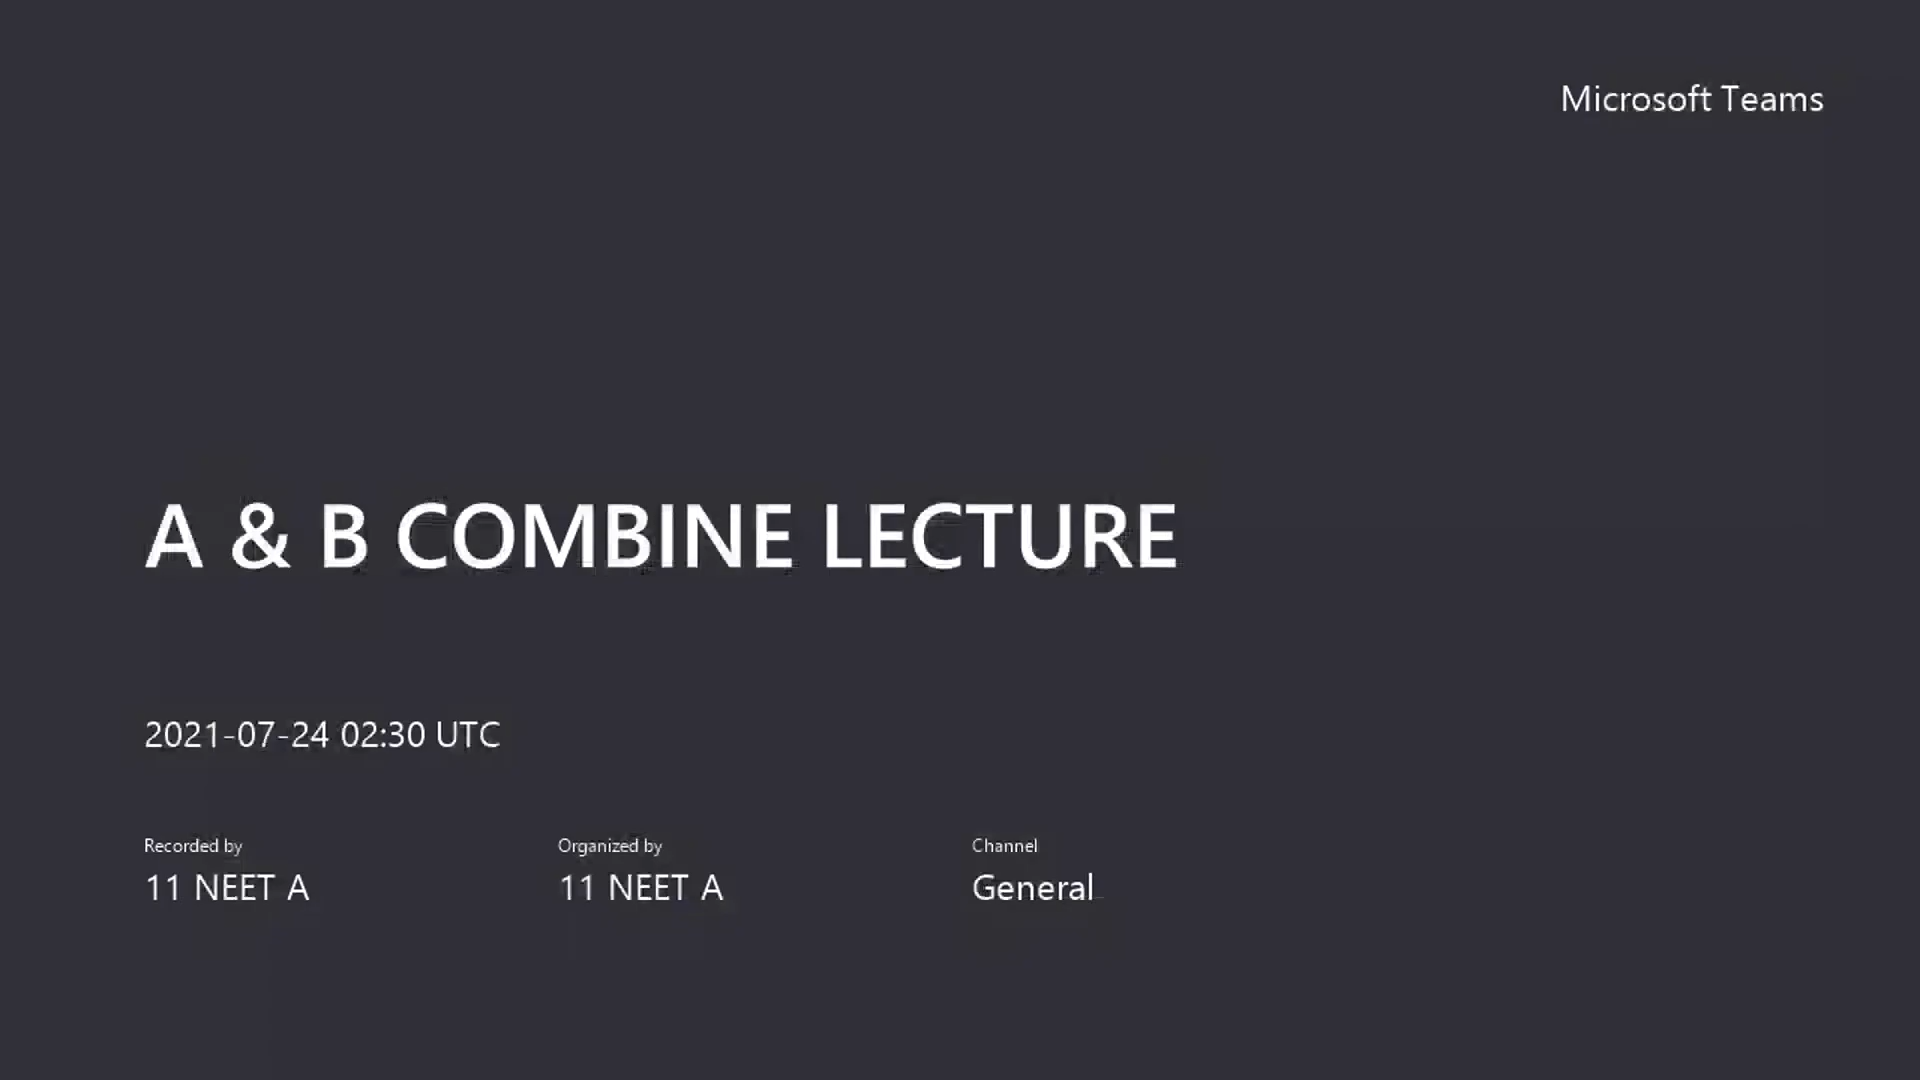 Microsoft Teams
A & B COMBINE LECTURE
2021-07-24 02:30 UTC
Recorded by
11 NEET A
Organized by
11 NEET A
Channel
General